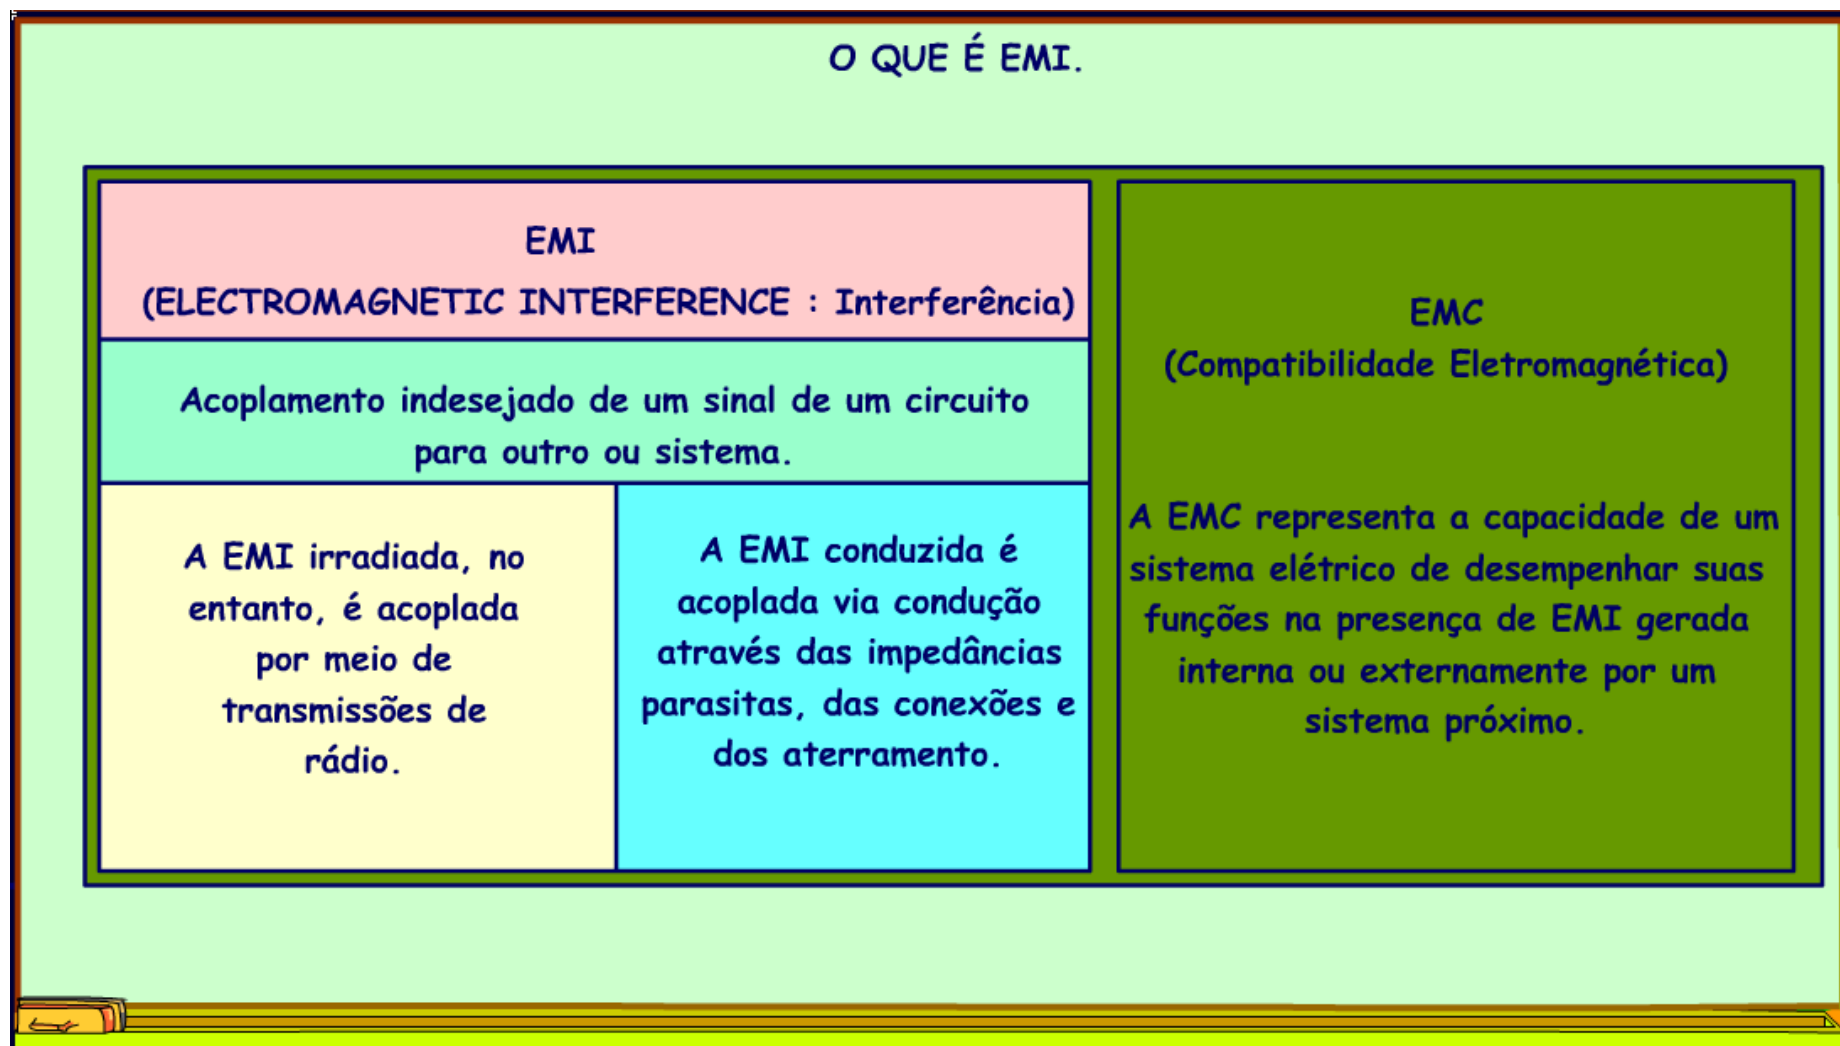 O QUE É EMI.
EMI
(ELECTROMAGNETIC INTERFERENCE : Interferência)
Acoplamento indesejado de um sinal de um circuito
para outro ou sistema.
A EMI irradiada, no
entanto, é acoplada
por meio de
transmissões de
rádio.
A EMI conduzida é
acoplada via condução
através das impedâncias
parasitas, das conexões e
dos aterramento.
EMC
(Compatibilidade Eletromagnética)
A EMC representa a capacidade de um
sistema elétrico de desempenhar suas
funções na presença de EMI gerada
interna ou externamente por um
sistema próximo.